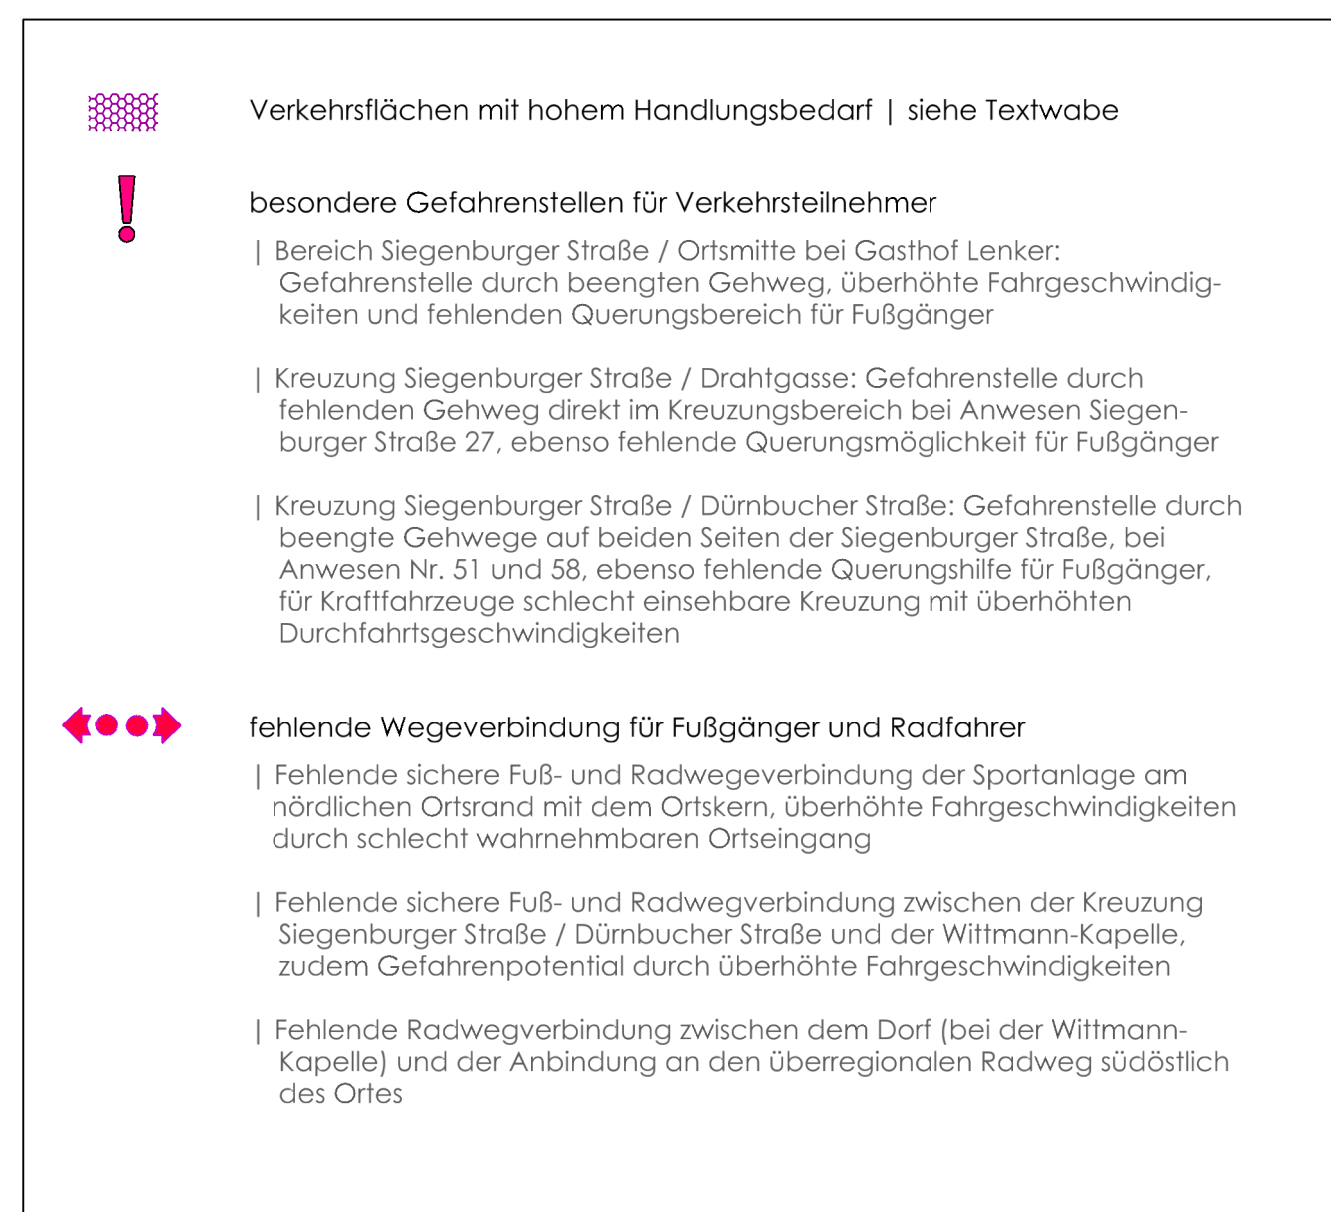 Verkehrsflächen mit hohem Handlungsbedarf | siehe Textwabe
besondere Gefahrenstellen für Verkehrsteilnehmer
| Bereich Siegenburger Straße / Ortsmitte bei Gasthof Lenker:
Gefahrenstelle durch beengten Gehweg, überhöhte Fahrgeschwindig-
keiten und fehlenden Querungsbereich für Fußgänger
| Kreuzung Siegenburger Straße / Drahtgasse: Gefahrenstelle durch
fehlenden Gehweg direkt im Kreuzungsbereich bei Anwesen Siegen-
burger Straße 27, ebenso fehlende Querungsmöglichkeit für Fußgänger
| Kreuzung Siegenburger Straße / Dürnbucher Straße: Gefahrenstelle durch
beengte Gehwege auf beiden Seiten der Siegenburger Straße, bei
Anwesen Nr. 51 und 58, ebenso fehlende Querungshilfe für Fußgänger,
für Kraftfahrzeuge schlecht einsehbare Kreuzung mit überhöhten
Durchfahrtsgeschwindigkeiten
fehlende Wegeverbindung für Fußgänger und Radfahrer
| Fehlende sichere Fuß- und Radwegeverbindung der Sportanlage am
nördlichen Ortsrand mit dem Ortskern, überhöhte Fahrgeschwindigkeiten
durch schlecht wahrnehmbaren Ortseingang
| Fehlende sichere Fuß- und Radwegverbindung zwischen der Kreuzung
Siegenburger Straße / Dürnbucher Straße und der Wittmann-Kapelle,
zudem Gefahrenpotential durch überhöhte Fahrgeschwindigkeiten
| Fehlende Radwegverbindung zwischen dem Dorf (bei der Wittmann-
Kapelle) und der Anbindung an den überregionalen Radweg südöstlich
des Ortes